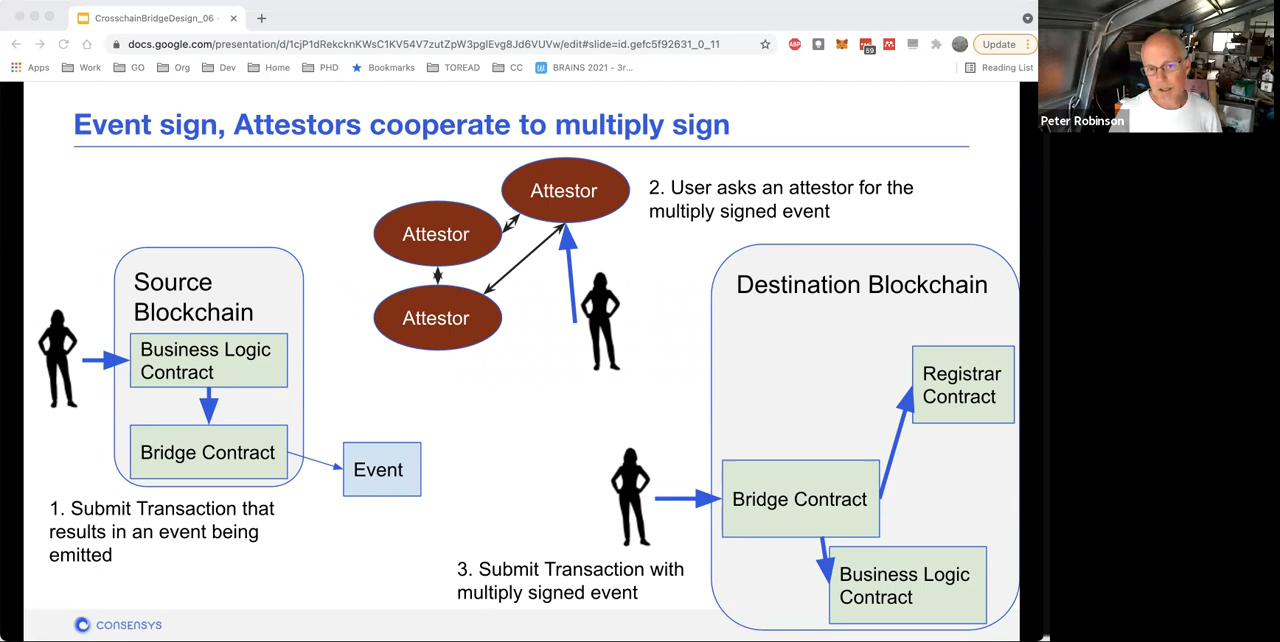 CrosschainBridgeDesign_06 -
docs.google.com/presentation/d/1cjP1dRekcknKWsC1KV54V7zutZpW3pglEvg8Jd6VUVw/edit#slide=id.gefc5f92631_0_11
ABP
59
Update
Apps
Work
GO
Org
Dev
Home
PHD
Bookmarks
TOREAD
CC
BRAINS 2021 - 3r...
Reading List
Peter Robinson
Event sign, Attestors cooperate to multiply sign
Attestor
Attestor
Attestor
2. User asks an attestor for the
multiply signed event
Source
Blockchain
Business Logic
Contract
Bridge Contract
Event
1. Submit Transaction that
results in an event being
emitted
Destination Blockchain
Registrar
Contract
Bridge Contract
Business Logic
Contract
3. Submit Transaction with
multiply signed event
CONSENSYS